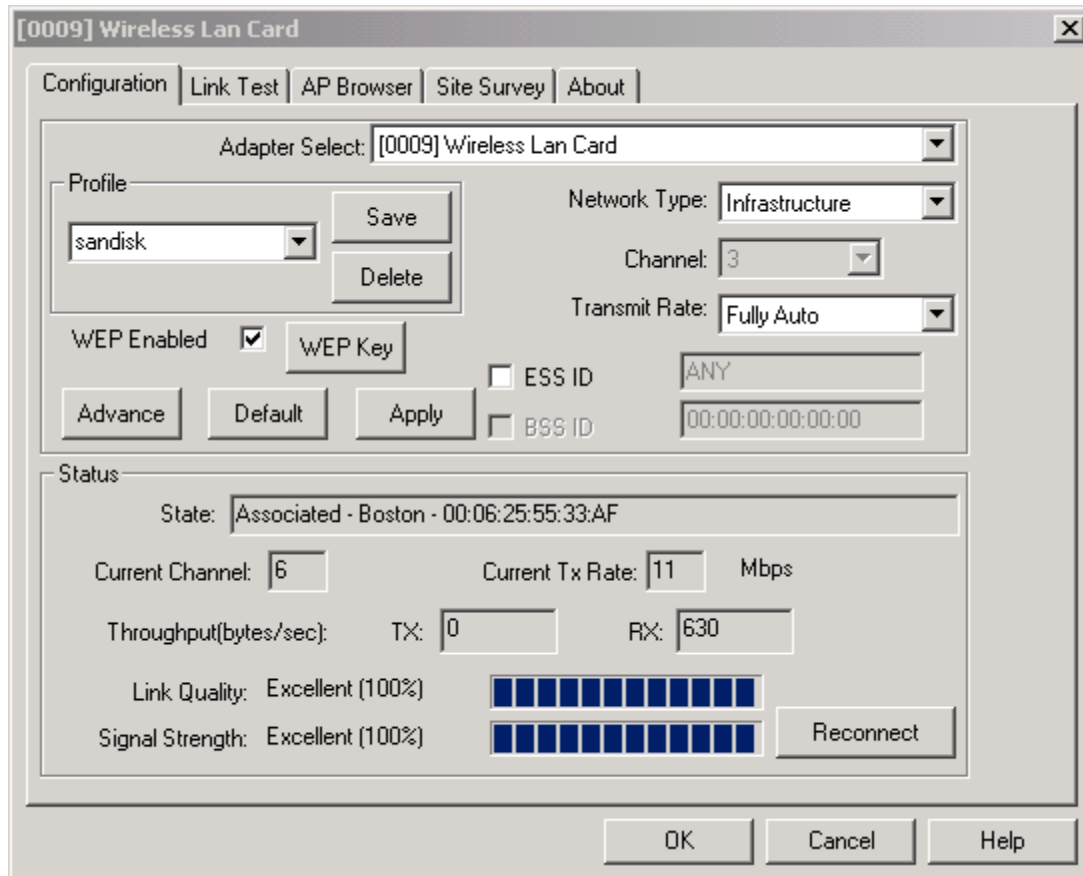 [0009] Wireless Lan Card
Configuration Link Test AP Browser Site Survey About
Adapter Select: [0009] Wireless Lan Card
Profile
sandisk
Save
Delete
Network Type: Infrastructure
Channel: 3
Transmit Rate: Fully Auto
WEP Enabled WEP Key
Advance Default Apply
ESS ID ANY
BSS ID 00:00:00:00:00:00
Status
State: Associated - Boston - 00:06:25:55:33:AF
Current Channel: 6 Current Tx Rate: 11 Mbps
Throughput(bytes/sec): TX: 0 RX: 630
Link Quality: Excellent (100%)
Signal Strength: Excellent (100%)
Reconnect
OK Cancel Help